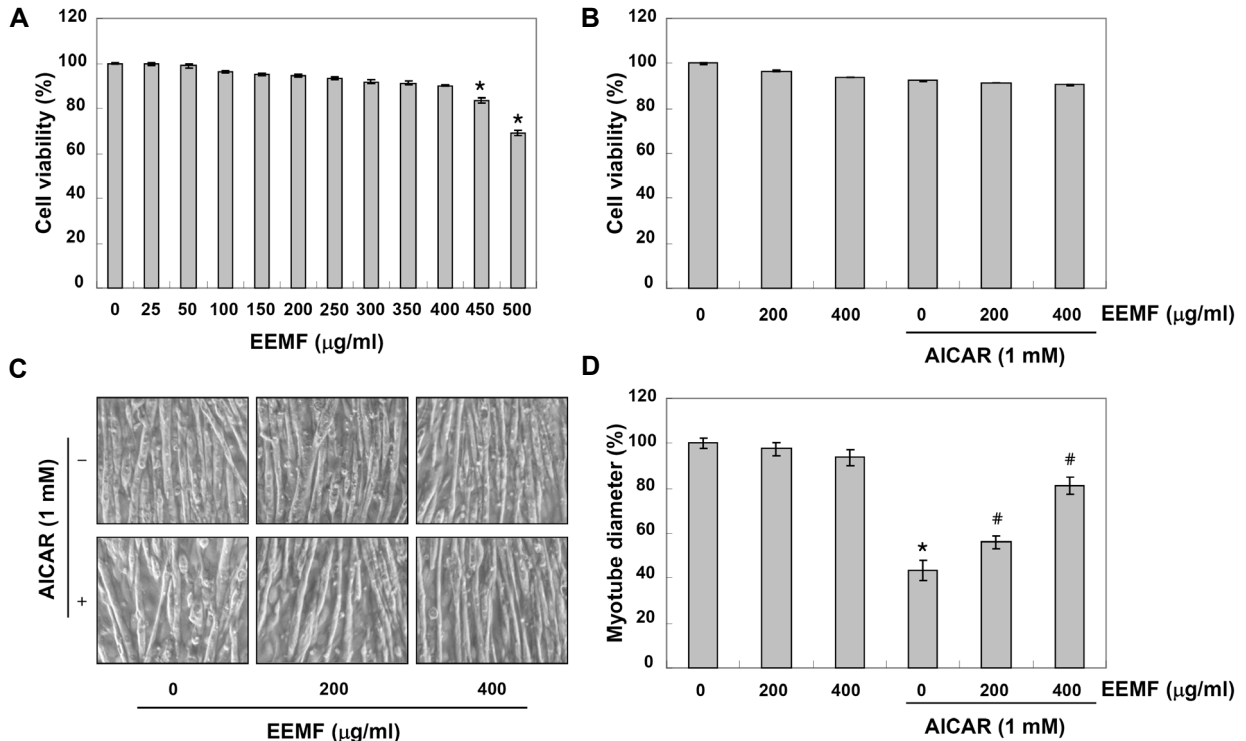 A
Cell viability (%)
120
100
80
60
40
20
0
* *
0 25 50 100 150 200 250 300 350 400 450 500
EEMF (μg/ml)
B
Cell viability (%)
120
100
80
60
40
20
0
0 200 400 0 200 400 EEMF (μg/ml)
AICAR (1 mM)
C
AICAR (1 mM)
–
+
0 200 400
EEMF (μg/ml)
D
Myotube diameter (%)
120
100
80
60
40
20
0
* # #
0 200 400 0 200 400 EEMF (μg/ml)
AICAR (1 mM)